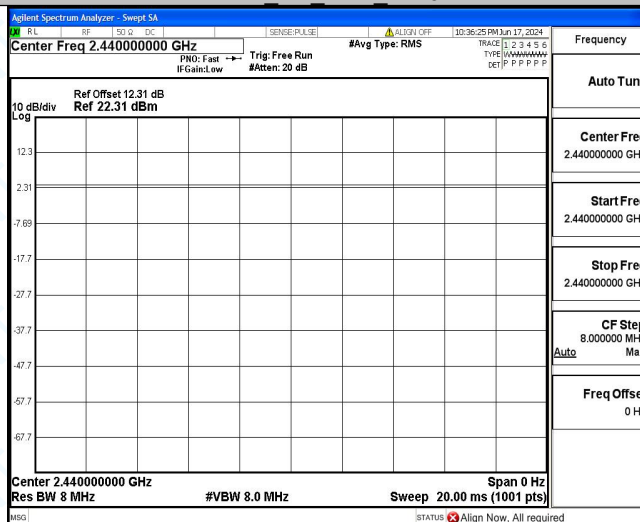 Agilent Spectrum Analyzer - Swept SA
LXI RL RF 50 Ω DC SENSE:PULSE ALIGN OFF 10:36:25 PM Jun 17, 2024
Center Freq 2.440000000 GHz
PNO: Fast
IFGain:Low
Trig: Free Run
#Atten: 20 dB
#Avg Type: RMS
TRACE 1 2 3 4 5 6
TYPE WWWWWW
DET P P P P P P
Ref Offset 12.31 dB
10 dB/div Ref 22.31 dBm
Log
12.3
2.31
-7.69
-17.7
-27.7
-37.7
-47.7
-57.7
-67.7
Center 2.440000000 GHz Span 0 Hz
Res BW 8 MHz #VBW 8.0 MHz Sweep 20.00 ms (1001 pts)
MSG STATUS Align Now, All required
Frequency
Auto Tun
Center Fre
2.440000000 GH
Start Fre
2.440000000 GH
Stop Fre
2.440000000 GH
CF Ste
8.000000 MH
Auto Ma
Freq Offse
0 H